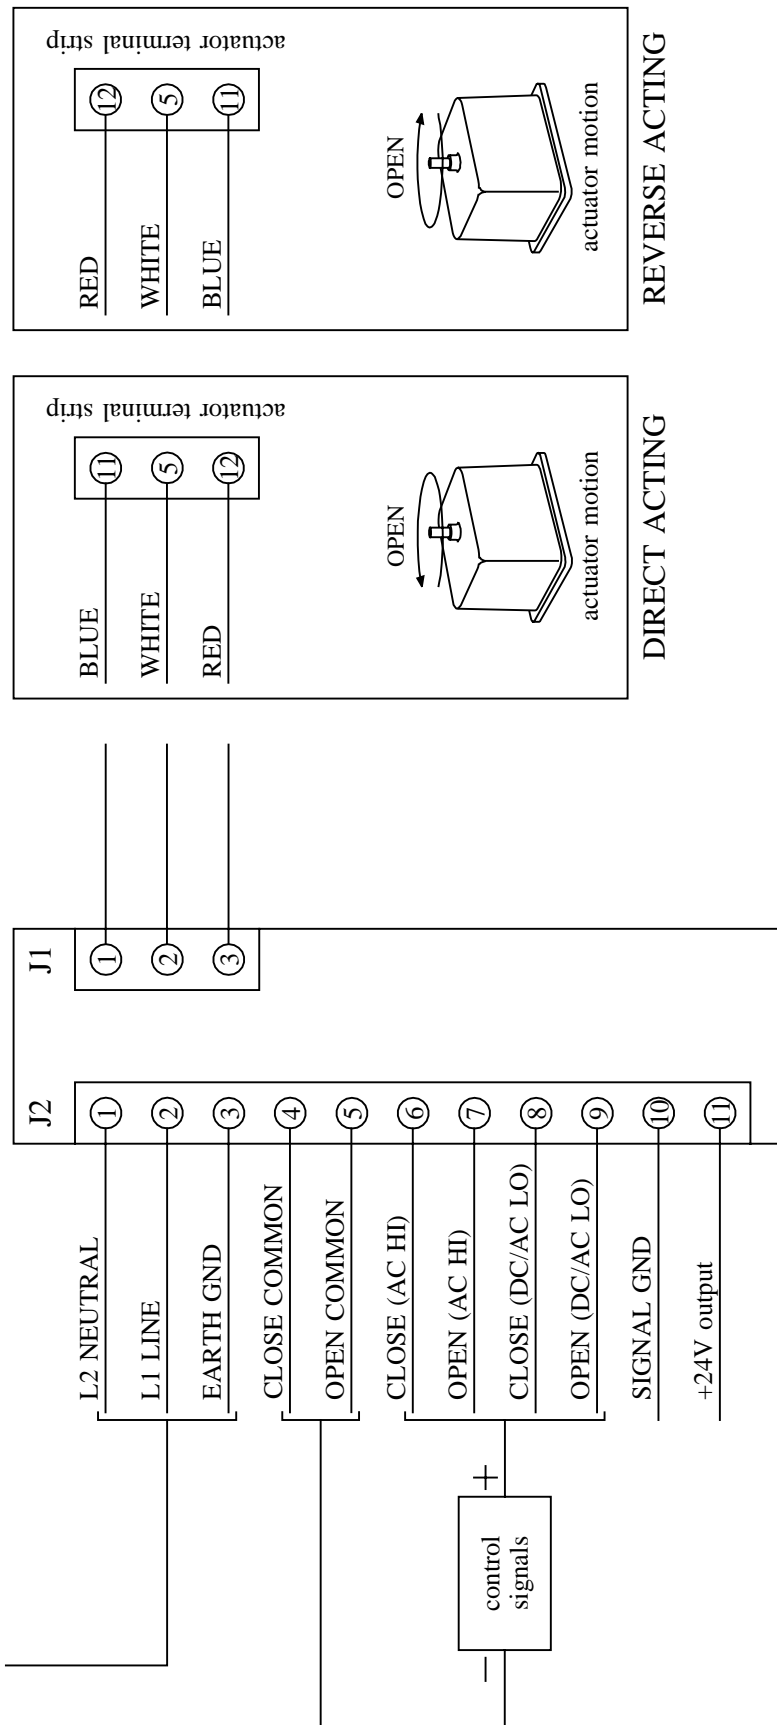 J2
1
L2 NEUTRAL
2
L1 LINE
3
EARTH GND
4
CLOSE COMMON
5
OPEN COMMON
6
CLOSE (AC HI)
7
OPEN (AC HI)
8
CLOSE (DC/AC LO)
9
OPEN (DC/AC LO)
10
SIGNAL GND
11
+24V output
−
control
signals
+
J1
1
2
3
actuator terminal strip
BLUE
11
WHITE
5
RED
12
OPEN
actuator motion
DIRECT ACTING
actuator terminal strip
RED
12
WHITE
5
BLUE
11
OPEN
actuator motion
REVERSE ACTING